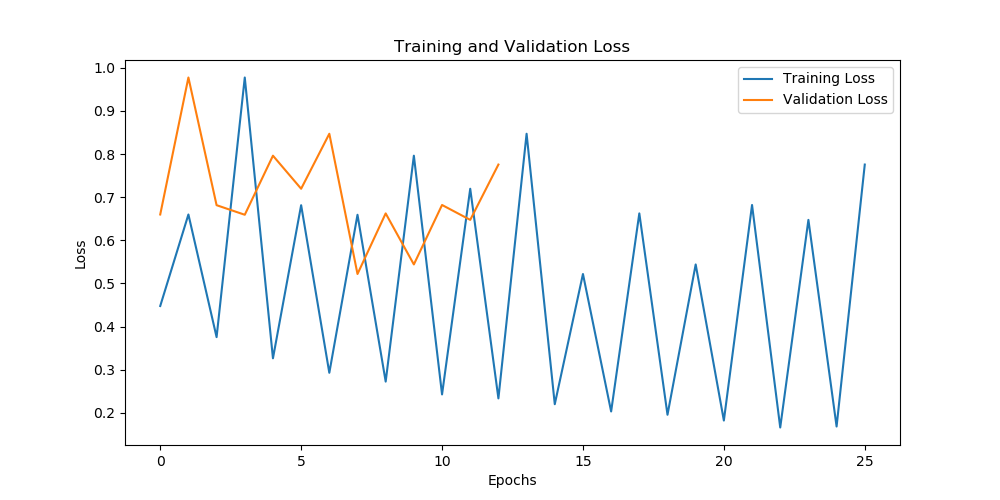 Training and Validation Loss
Training Loss
Validation Loss
1.0
0.9
0.8
0.7
0.6
0.5
0.4
0.3
0.2
Loss
0 5 10 15 20 25
Epochs